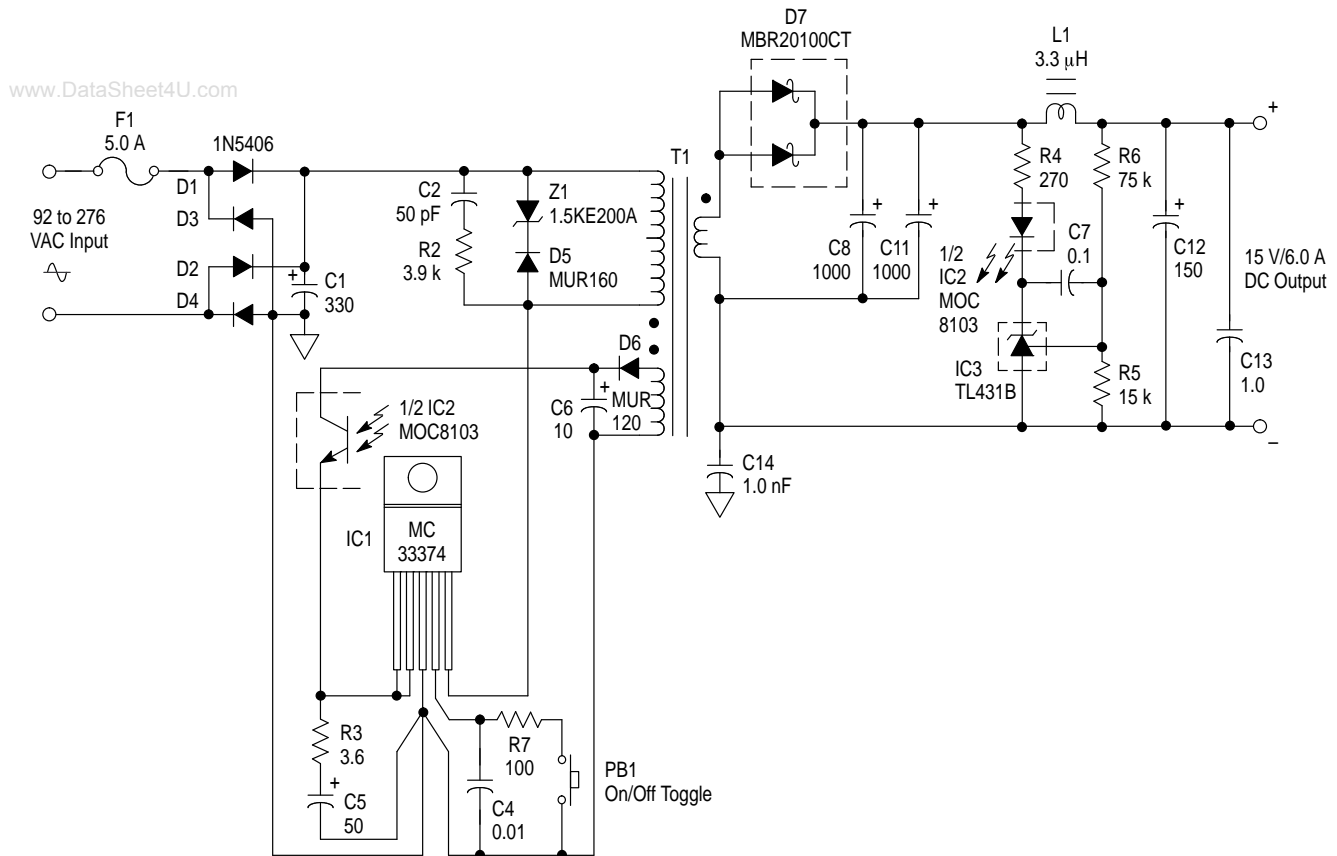 www.DataSheet4U.com
D7
MBR20100CT
L1
3.3 µH
F1
5.0 A
1N5406
D1
D3
D2
D4
92 to 276
VAC Input
+
C1
330
C2
50 pF
R2
3.9 k
Z1
1.5KE200A
D5
MUR160
T1
+
C8
1000
+
C11
1000
R4
270
R6
75 k
1/2
IC2
MOC
8103
C7
0.1
+
C12
150
+
15 V/6.0 A
DC Output
C13
1.0
IC3
TL431B
R5
15 k
–
D6
MUR
120
+
C6
10
1/2 IC2
MOC8103
C14
1.0 nF
IC1
MC
33374
R3
3.6
+
C5
50
R7
100
C4
0.01
PB1
On/Off Toggle